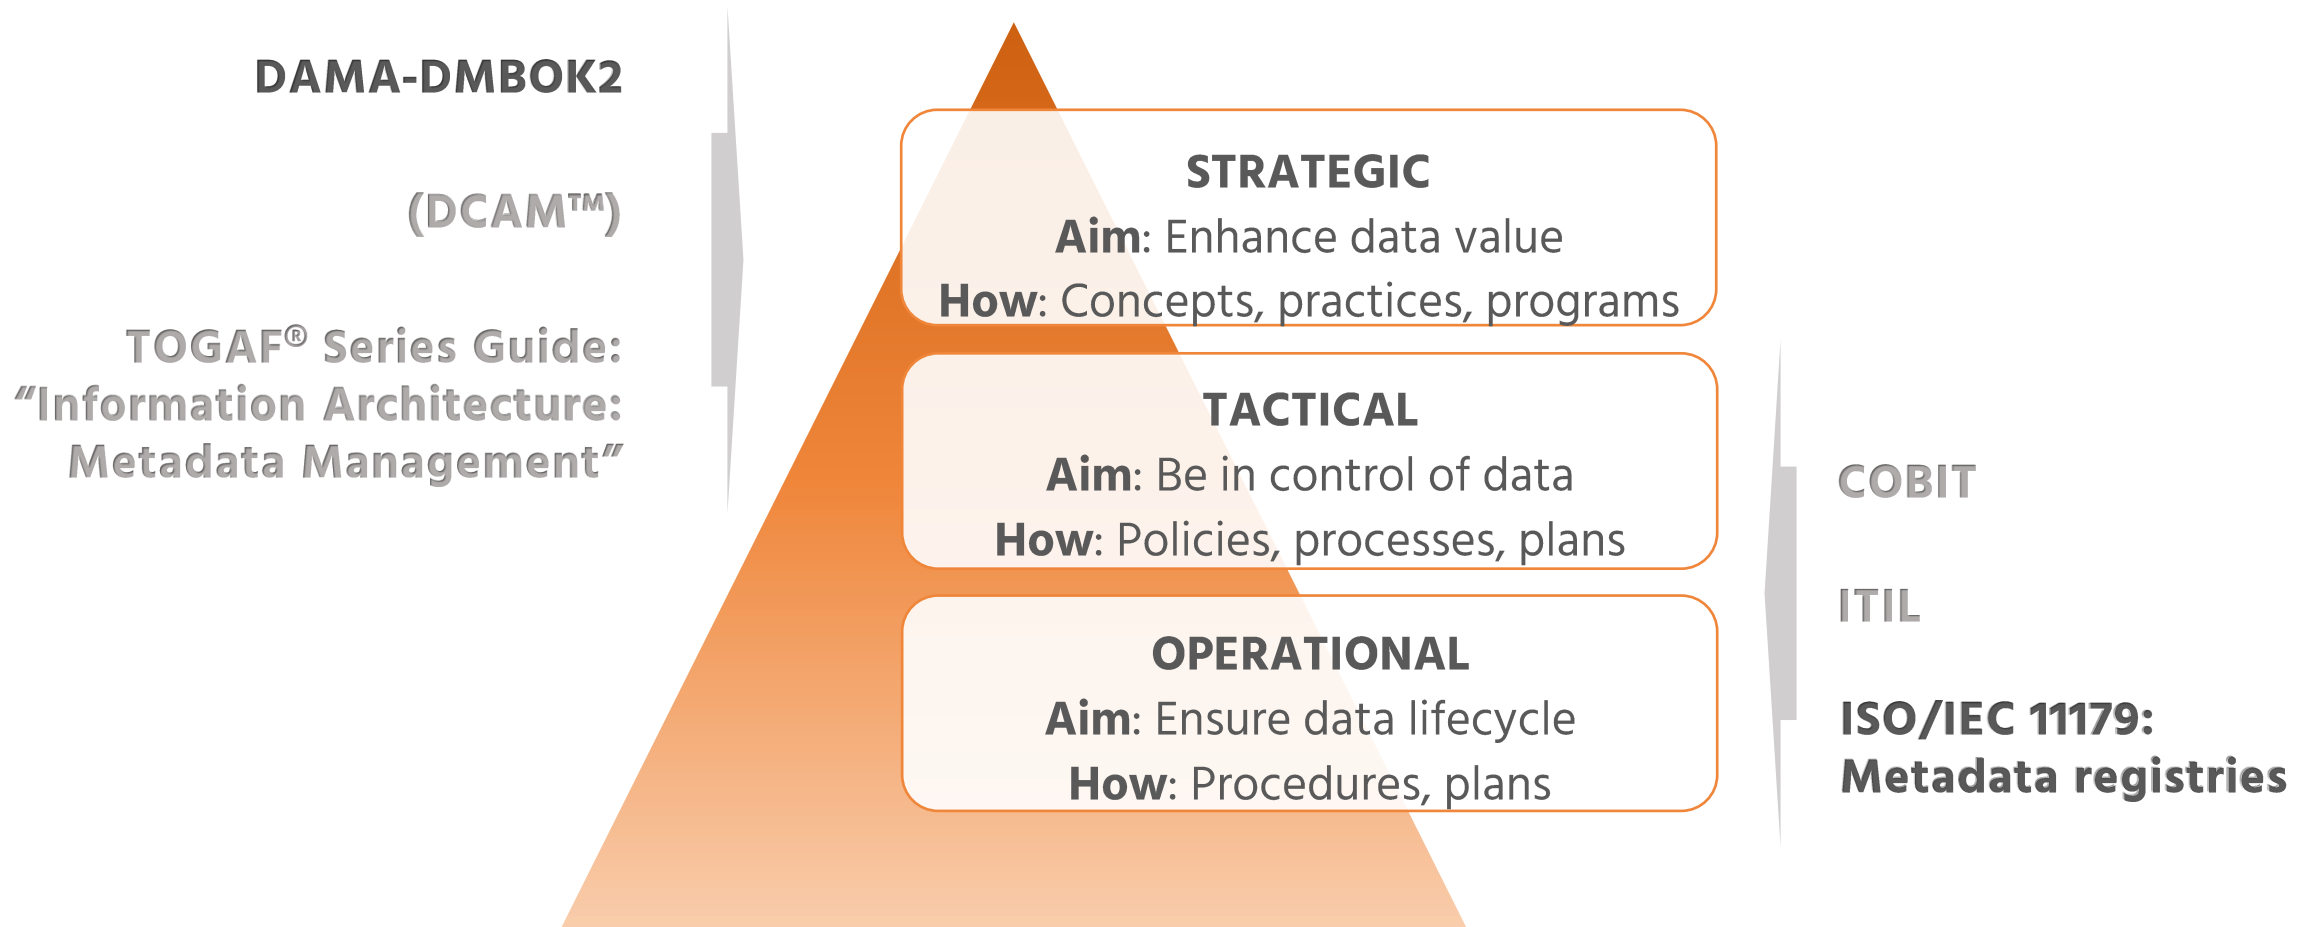 DAMA-DMBOK2
(DCAM™)
TOGAF® Series Guide:
“Information Architecture:
Metadata Management”
STRATEGIC
Aim: Enhance data value
How: Concepts, practices, programs
TACTICAL
Aim: Be in control of data
How: Policies, processes, plans
OPERATIONAL
Aim: Ensure data lifecycle
How: Procedures, plans
COBIT
ITIL
ISO/IEC 11179:
Metadata registries